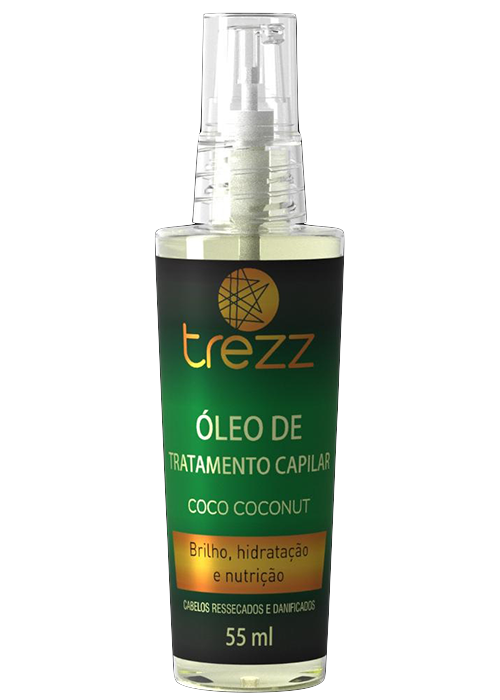 trezz
ÓLEO DE
TRATAMENTO CAPILAR
COCO COCONUT
Brilho, hidratação
e nutrição
CABELOS RESSECADOS E DANIFICADOS
55 ml